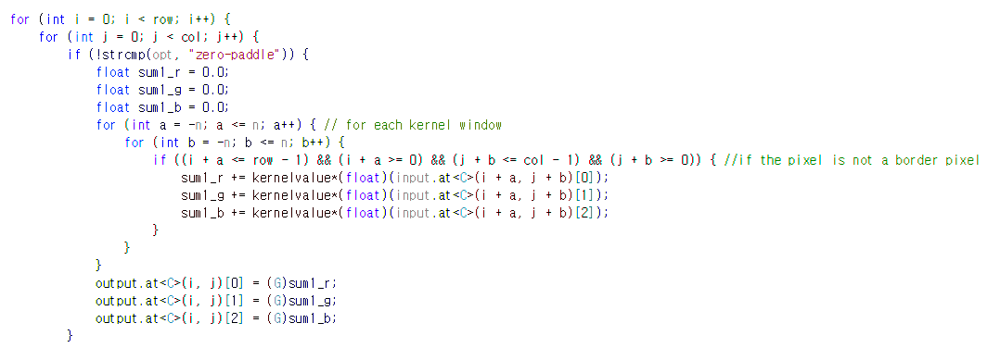 for (int i = 0; i < row; i++) {
    for (int j = 0; j < col; j++) {
        if (!strcmp(opt, "zero-paddle")) {
            float sum1_r = 0.0;
            float sum1_g = 0.0;
            float sum1_b = 0.0;
            for (int a = -n; a <= n; a++) { // for each kernel window
                for (int b = -n; b <= n; b++) {
                    if ((i + a <= row - 1) && (i + a >= 0) && (j + b <= col - 1) && (j + b >= 0)) { //if the pixel is not a border pixel
                        sum1_r += kernelvalue*(float)(input.at<C>(i + a, j + b)[0]);
                        sum1_g += kernelvalue*(float)(input.at<C>(i + a, j + b)[1]);
                        sum1_b += kernelvalue*(float)(input.at<C>(i + a, j + b)[2]);
                    }
                }
            }
            output.at<C>(i, j)[0] = (G)sum1_r;
            output.at<C>(i, j)[1] = (G)sum1_g;
            output.at<C>(i, j)[2] = (G)sum1_b;
        }